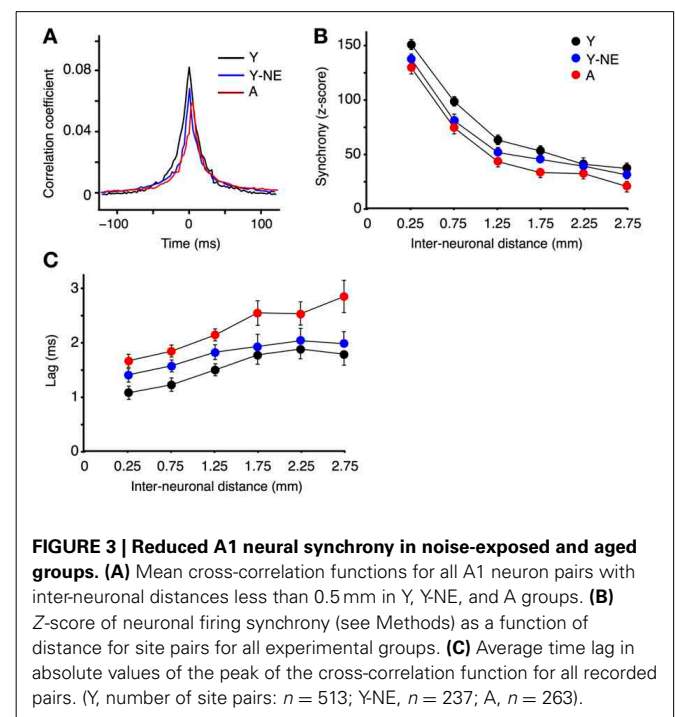 A
Correlation coefficient
0.08
0.04
0
−100
0
100
Time (ms)
Y
Y-NE
A
B
Synchrony (z-score)
150
100
50
0
0
0.25
0.75
1.25
1.75
2.25
2.75
Inter-neuronal distance (mm)
Y
Y-NE
A
C
Lag (ms)
3
2
1
0
0
0.25
0.75
1.25
1.75
2.25
2.75
Inter-neuronal distance (mm)
FIGURE 3 | Reduced A1 neural synchrony in noise-exposed and aged
groups. (A) Mean cross-correlation functions for all A1 neuron pairs with
inter-neuronal distances less than 0.5 mm in Y, Y-NE, and A groups. (B)
Z-score of neuronal firing synchrony (see Methods) as a function of
distance for site pairs for all experimental groups. (C) Average time lag in
absolute values of the peak of the cross-correlation function for all recorded
pairs. (Y, number of site pairs: n = 513; Y-NE, n = 237; A, n = 263).